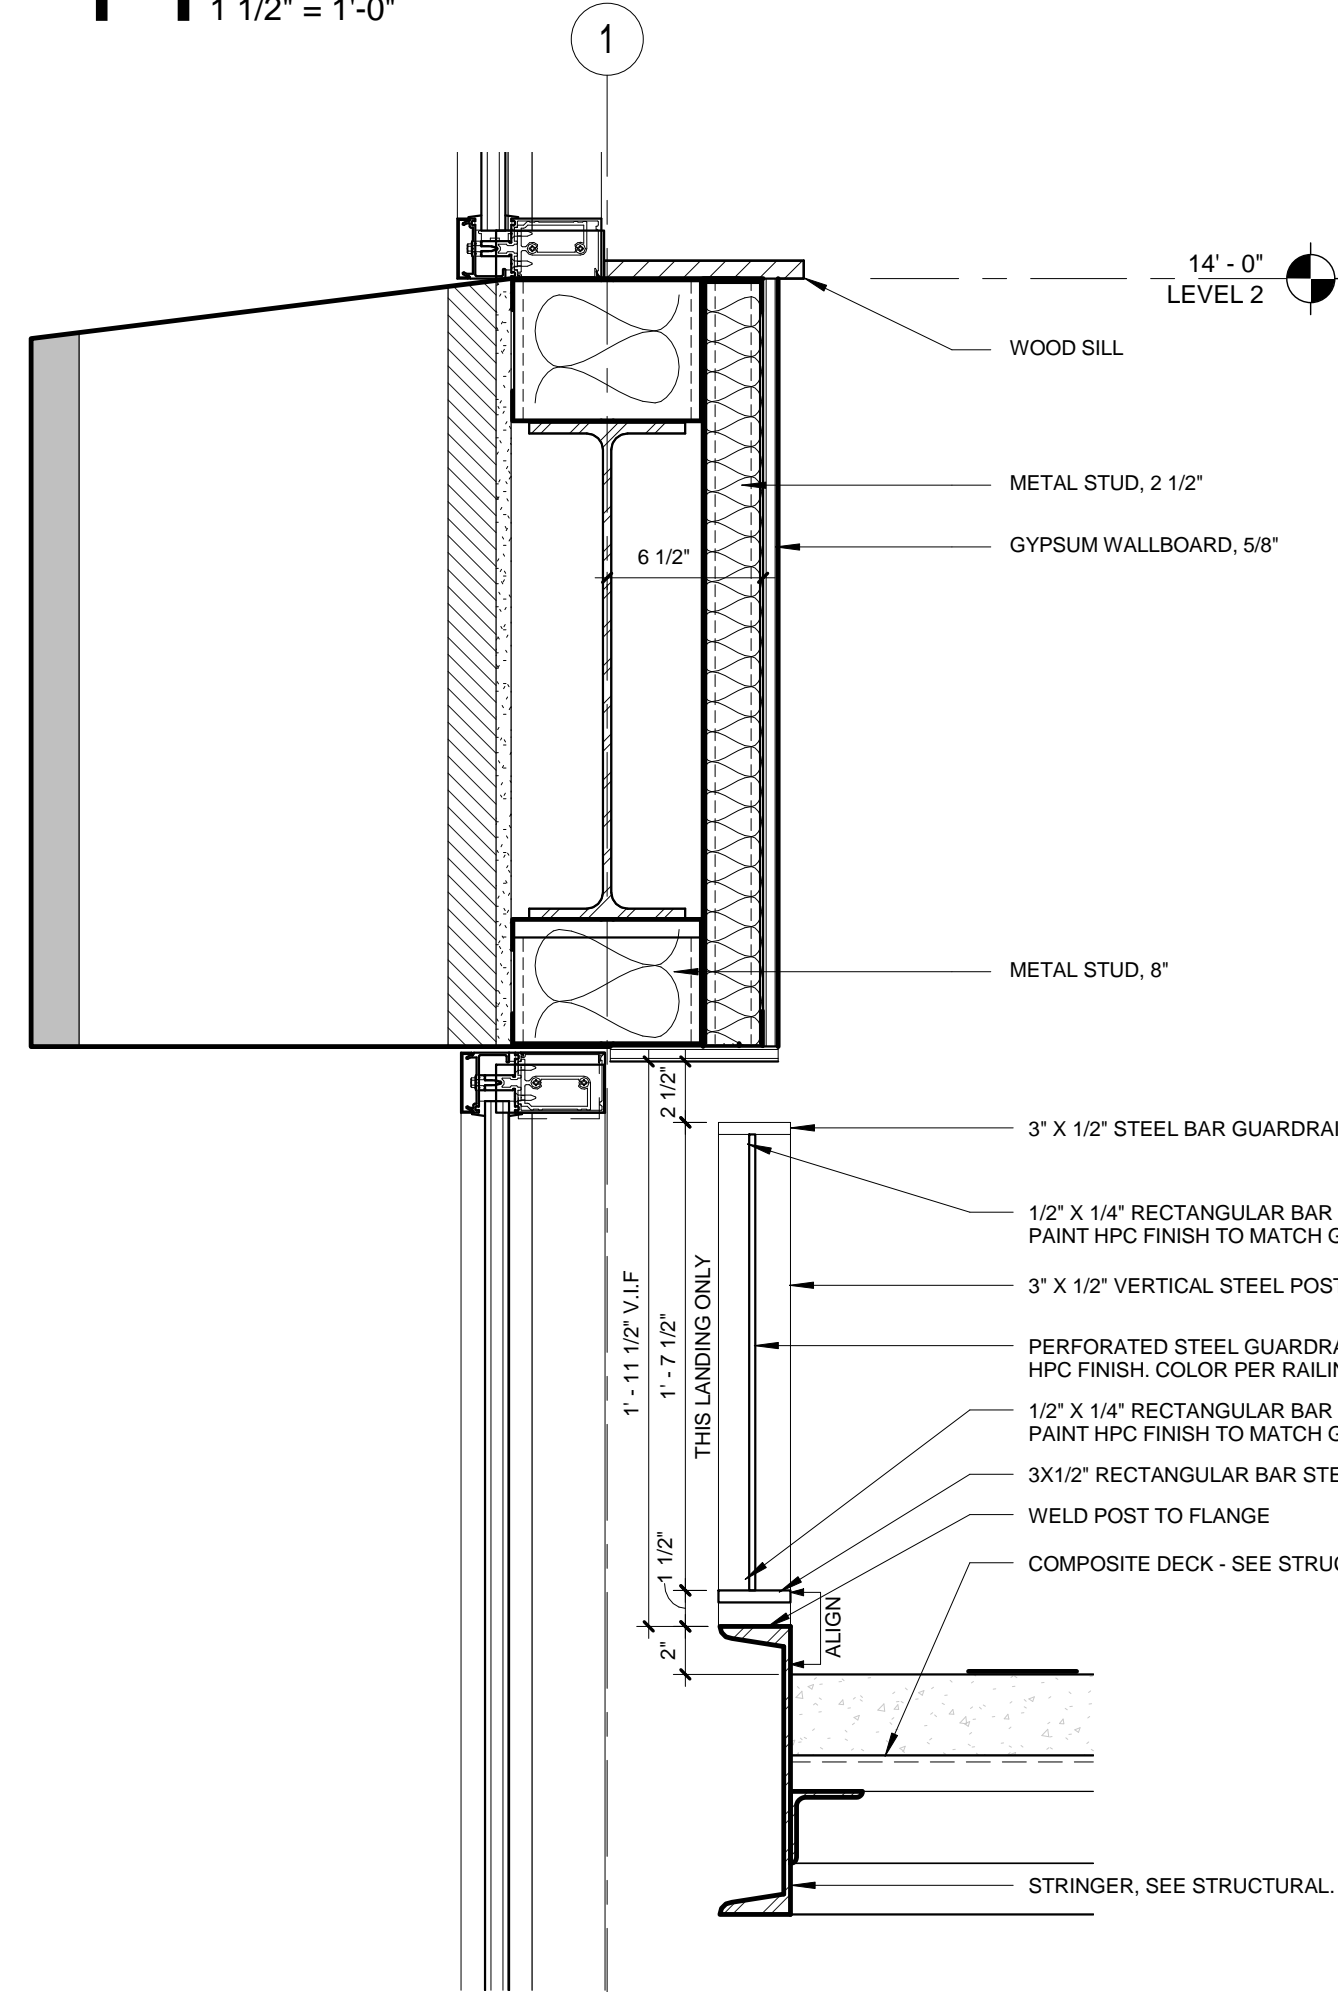 1 1/2" = 1'-0"
1
14' - 0"
LEVEL 2
WOOD SILL
METAL STUD, 2 1/2"
GYPSUM WALLBOARD, 5/8"
6 1/2"
METAL STUD, 8"
2 1/2"
3" X 1/2" STEEL BAR GUARDRAI
1/2" X 1/4" RECTANGULAR BAR
PAINT HPC FINISH TO MATCH G
3" X 1/2" VERTICAL STEEL POST
1' - 11 1/2" V.I.F
1' - 7 1/2"
THIS LANDING ONLY
PERFORATED STEEL GUARDRA
HPC FINISH. COLOR PER RAILIN
1/2" X 1/4" RECTANGULAR BAR
PAINT HPC FINISH TO MATCH G
3X1/2" RECTANGULAR BAR STE
WELD POST TO FLANGE
COMPOSITE DECK - SEE STRUC
1 1/2"
2"
ALIGN
STRINGER, SEE STRUCTURAL.